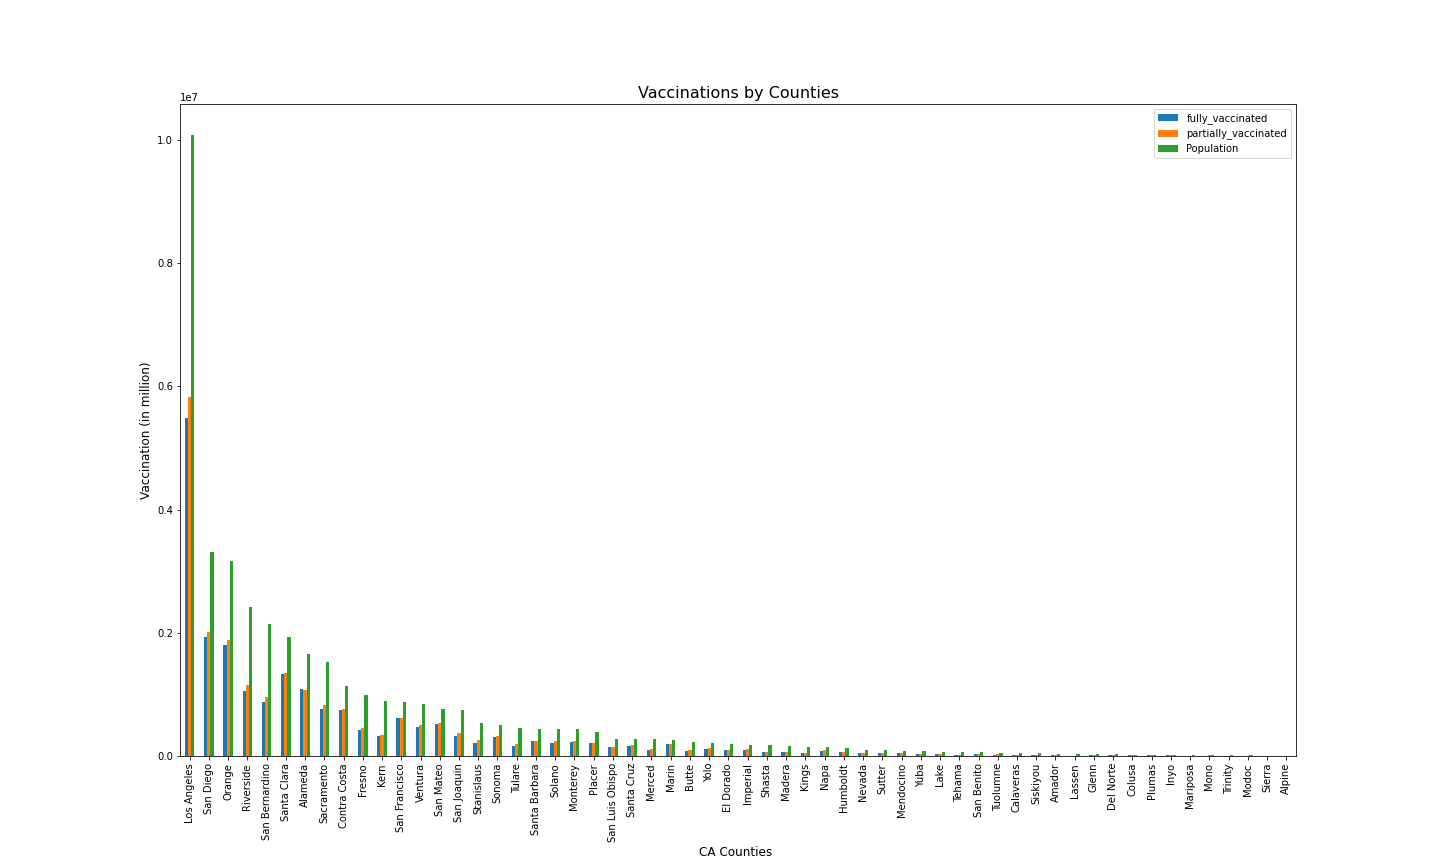 Vaccinations by Counties
1e7
fully_vaccinated
partially_vaccinated
Population
1.0
0.8
0.6
0.4
0.2
0.0
Vaccination (in million)
Los Angeles
San Diego
Orange
Riverside
San Bernardino
Santa Clara
Alameda
Sacramento
Contra Costa
Fresno
Kern
San Francisco
Ventura
San Mateo
San Joaquin
Stanislaus
Sonoma
Tulare
Santa Barbara
Solano
Monterey
Placer
San Luis Obispo
Santa Cruz
Merced
Marin
Butte
Yolo
El Dorado
Imperial
Shasta
Madera
Kings
Napa
Humboldt
Nevada
Sutter
Mendocino
Yuba
Lake
Tehama
San Benito
Tuolumne
Calaveras
Siskiyou
Amador
Lassen
Glenn
Del Norte
Colusa
Plumas
Inyo
Mariposa
Mono
Trinity
Modoc
Sierra
Alpine
CA Counties